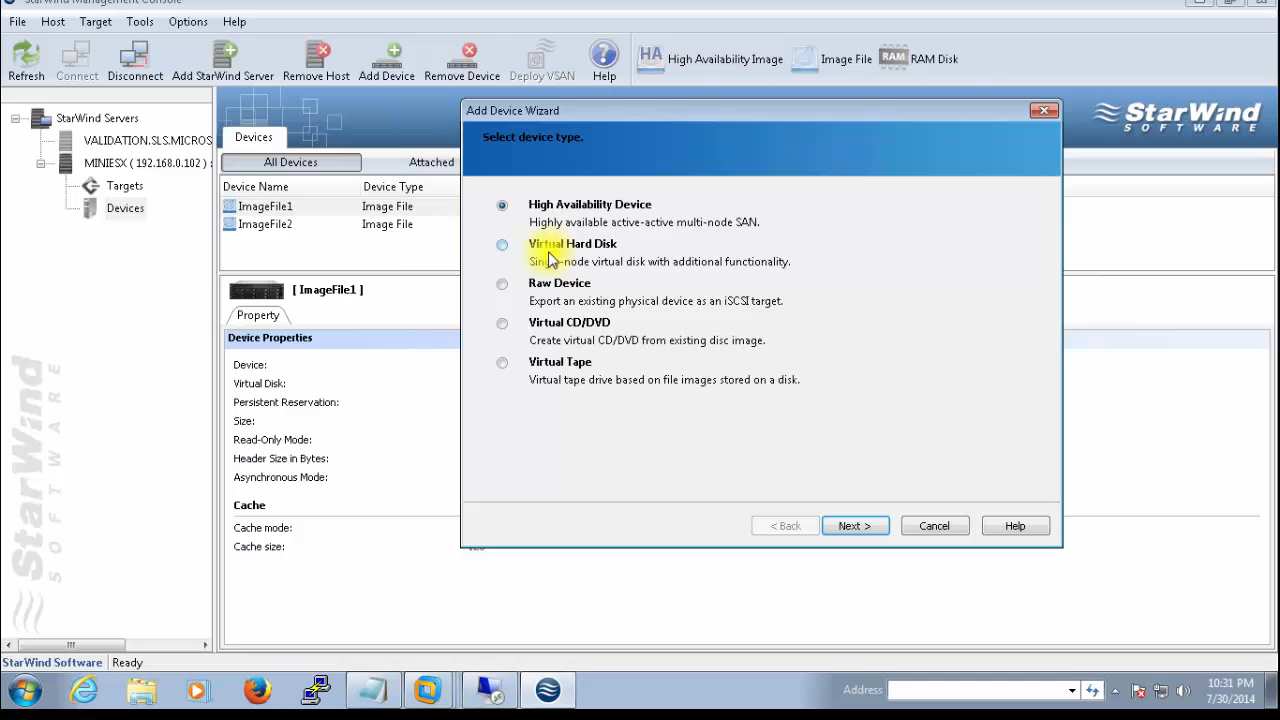 StarWind Management Console
File Host Target Tools Options Help
Refresh Connect Disconnect Add StarWind Server Remove Host Add Device Remove Device Deploy VSAN Help
HA High Availability Image Image File RAM RAM Disk
StarWind Servers
VALIDATION.SLS.MICROS
MINIESX ( 192.168.0.102 ) :
Targets
Devices
StarWind
SOFTWARE
Devices
All Devices Attached
Device Name Device Type
ImageFile1 Image File
ImageFile2 Image File
[ ImageFile1 ]
Property
Device Properties
Device:
Virtual Disk:
Persistent Reservation:
Size:
Read-Only Mode:
Header Size in Bytes:
Asynchronous Mode:
Cache
Cache mode:
Cache size:
Add Device Wizard
Select device type.
High Availability Device
Highly available active-active multi-node SAN.
Virtual Hard Disk
Single-node virtual disk with additional functionality.
Raw Device
Export an existing physical device as an iSCSI target.
Virtual CD/DVD
Create virtual CD/DVD from existing disc image.
Virtual Tape
Virtual tape drive based on file images stored on a disk.
< Back Next > Cancel Help
StarWind
SOFTWARE
StarWind Software Ready
Address
10:31 PM
7/30/2014